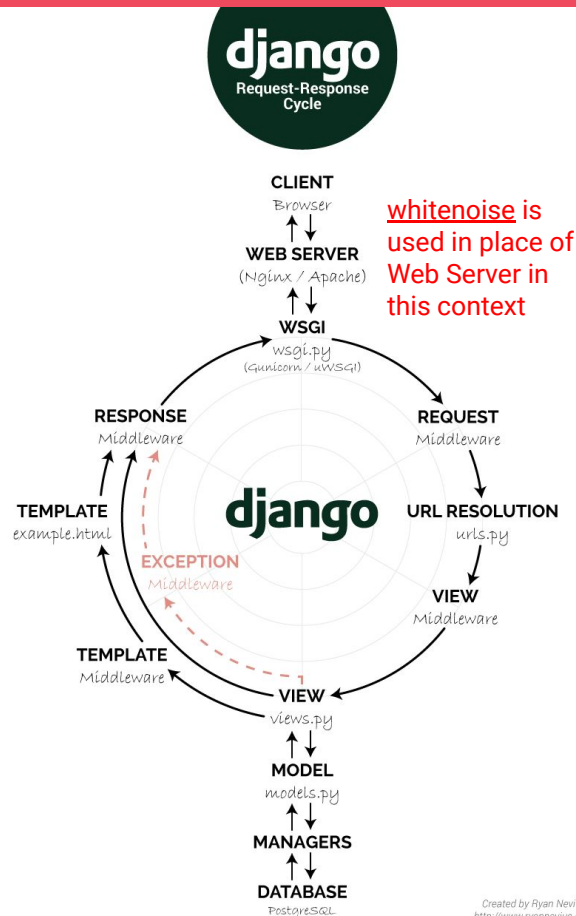 django
Request-Response
Cycle
CLIENT
Browser
whitenoise is
used in place of
Web Server in
this context
WEB SERVER
(Nginx / Apache)
WSGI
wsgi.py
(Gunicorn / uWSGI)
RESPONSE
Middleware
REQUEST
Middleware
TEMPLATE
example.html
django
URL RESOLUTION
urls.py
EXCEPTION
Middleware
VIEW
Middleware
TEMPLATE
Middleware
VIEW
views.py
MODEL
models.py
MANAGERS
DATABASE
PostgreSQL
Created by Ryan Nevi